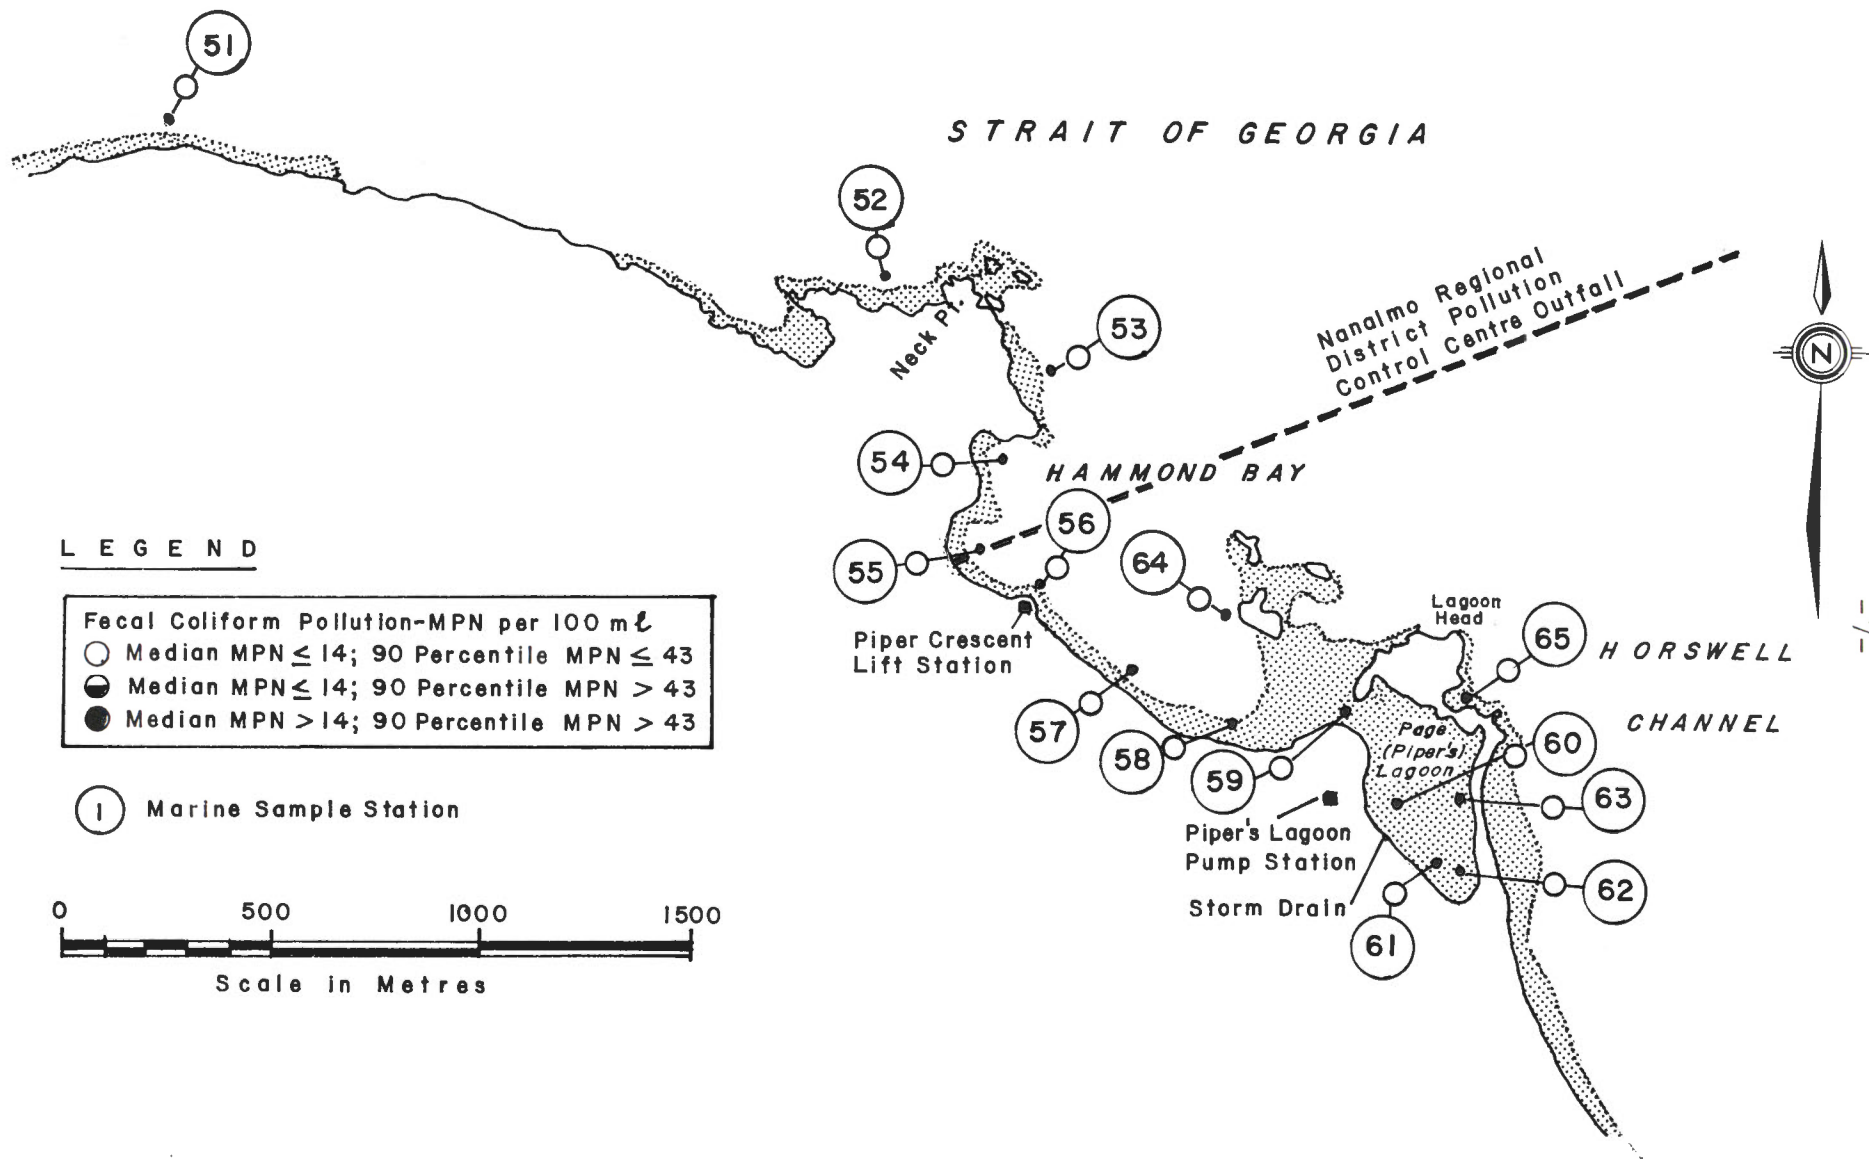 51
STRAIT OF GEORGIA
52
Nanaimo Regional
District Pollution
Control Centre Outfall
Neck Pt.
53
N
54
HAMMOND BAY
56
55
64
LEGEND
Fecal Coliform Pollution-MPN per 100 mℓ
Median MPN ≤ 14; 90 Percentile MPN ≤ 43
Median MPN ≤ 14; 90 Percentile MPN > 43
Median MPN > 14; 90 Percentile MPN > 43
1 Marine Sample Station
Piper Crescent
Lift Station
Lagoon
Head
65
HORSWELL
CHANNEL
57
58
59
Page
(Piper's)
Lagoon
60
63
Piper's Lagoon
Pump Station
62
Storm Drain
61
0 500 1000 1500
Scale in Metres